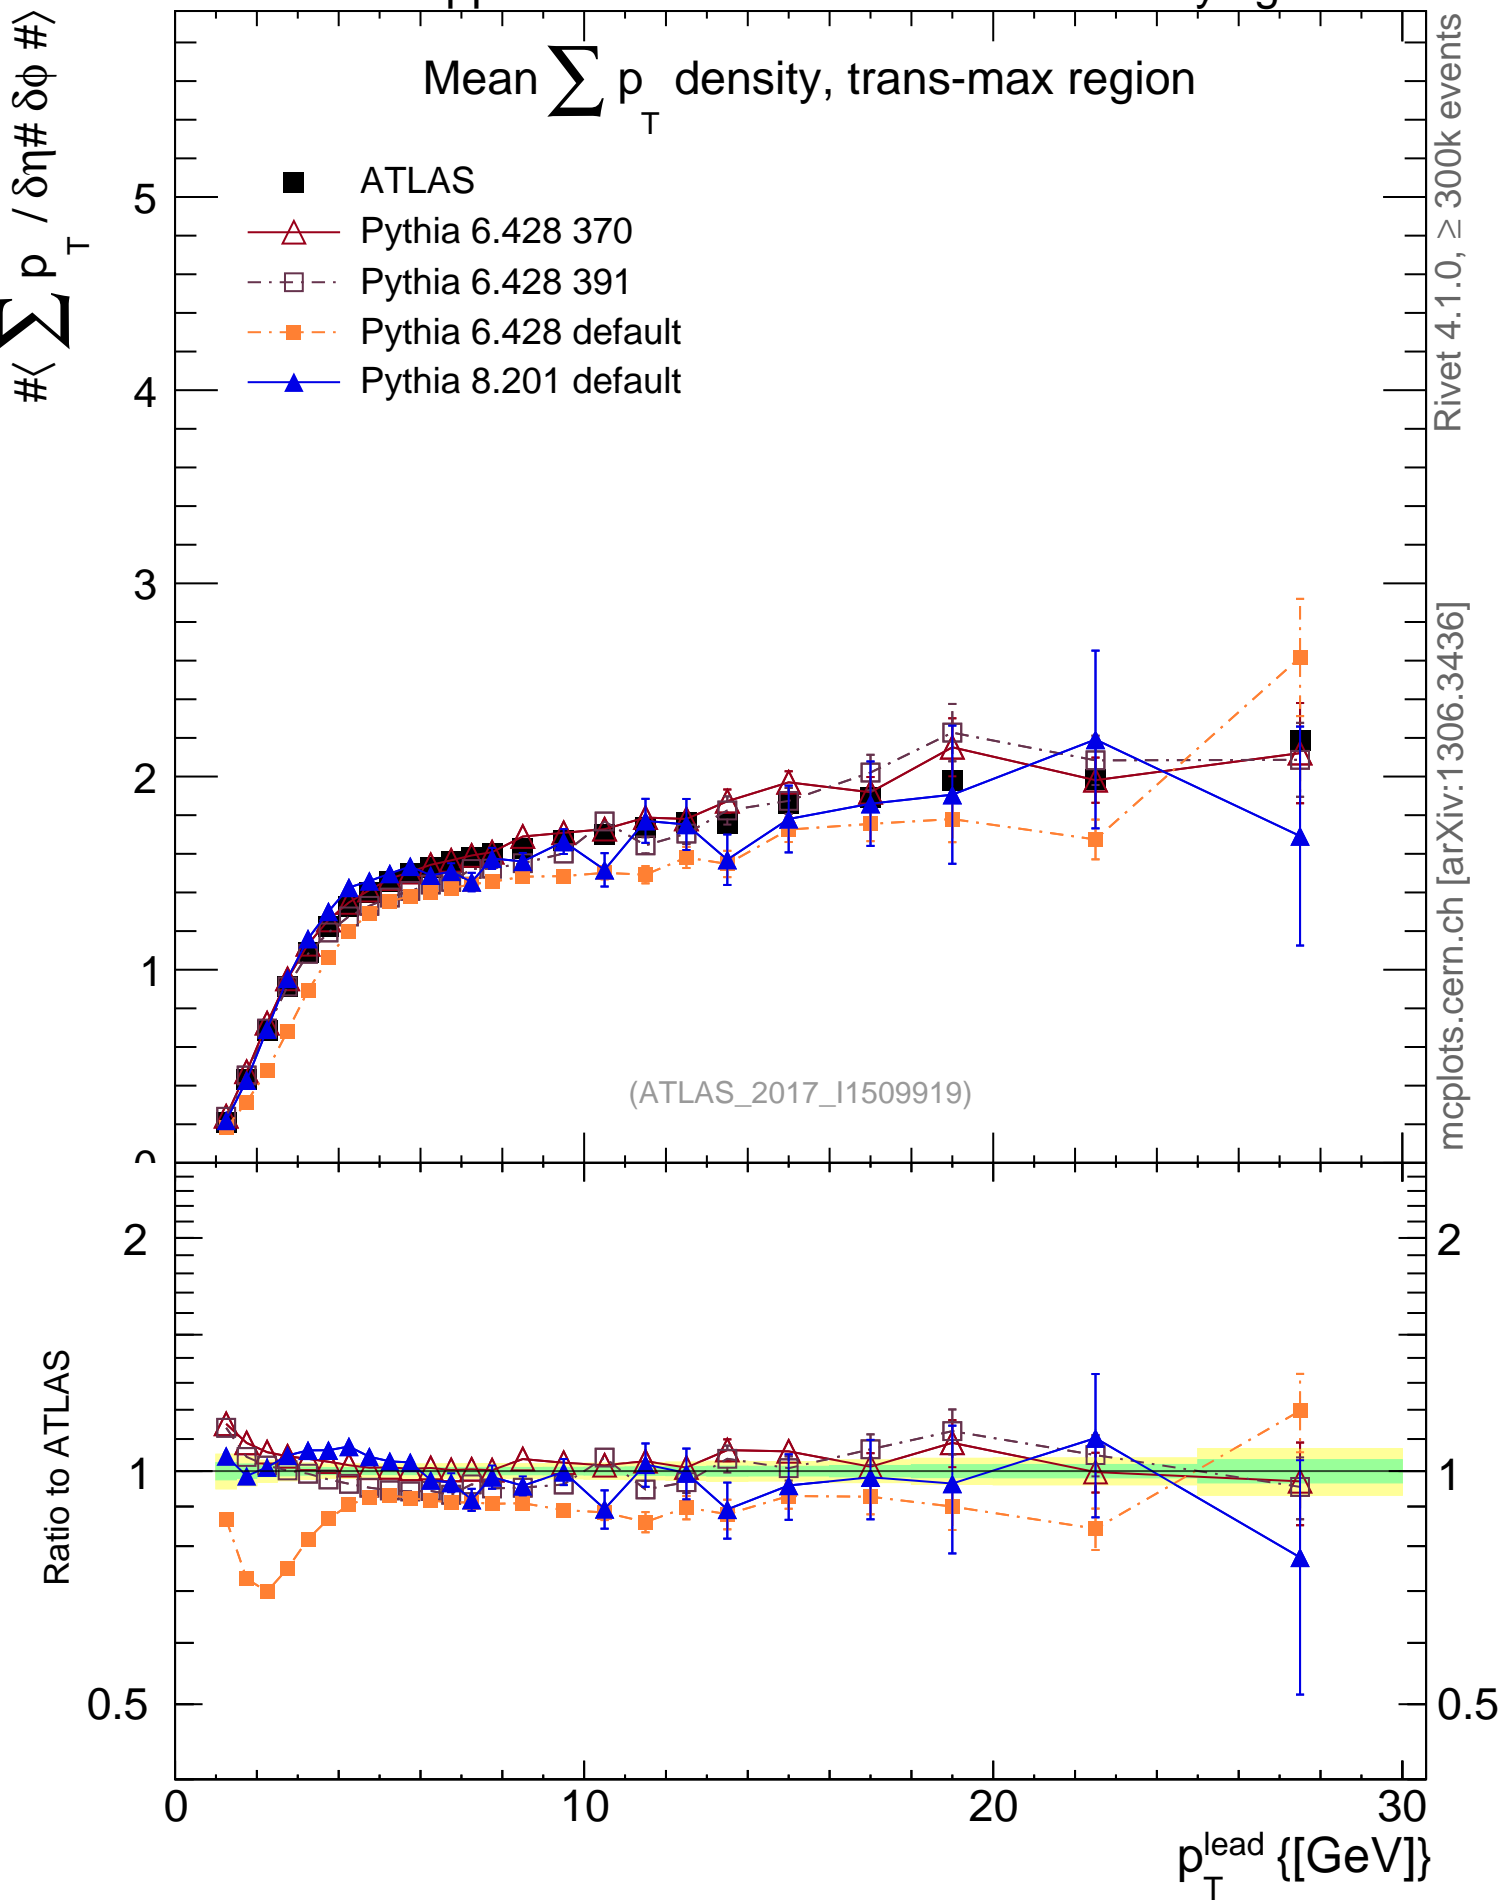 Mean ∑ p_T density, trans-max region
#⟨ ∑ p_T / δη# δϕ #⟩
ATLAS
Pythia 6.428 370
Pythia 6.428 391
Pythia 6.428 default
Pythia 8.201 default
5
4
3
2
1
0
(ATLAS_2017_I1509919)
Rivet 4.1.0, ≥ 300k events
mcplots.cern.ch [arXiv:1306.3436]
Ratio to ATLAS
2
1
0.5
2
1
0.5
0
10
20
30
p_T^lead {[GeV]}